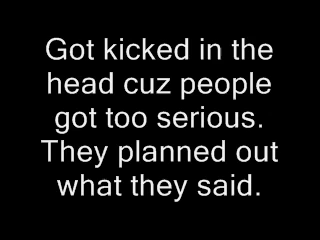 Got kicked in the
head cuz people
got too serious.
They planned out
what they said.